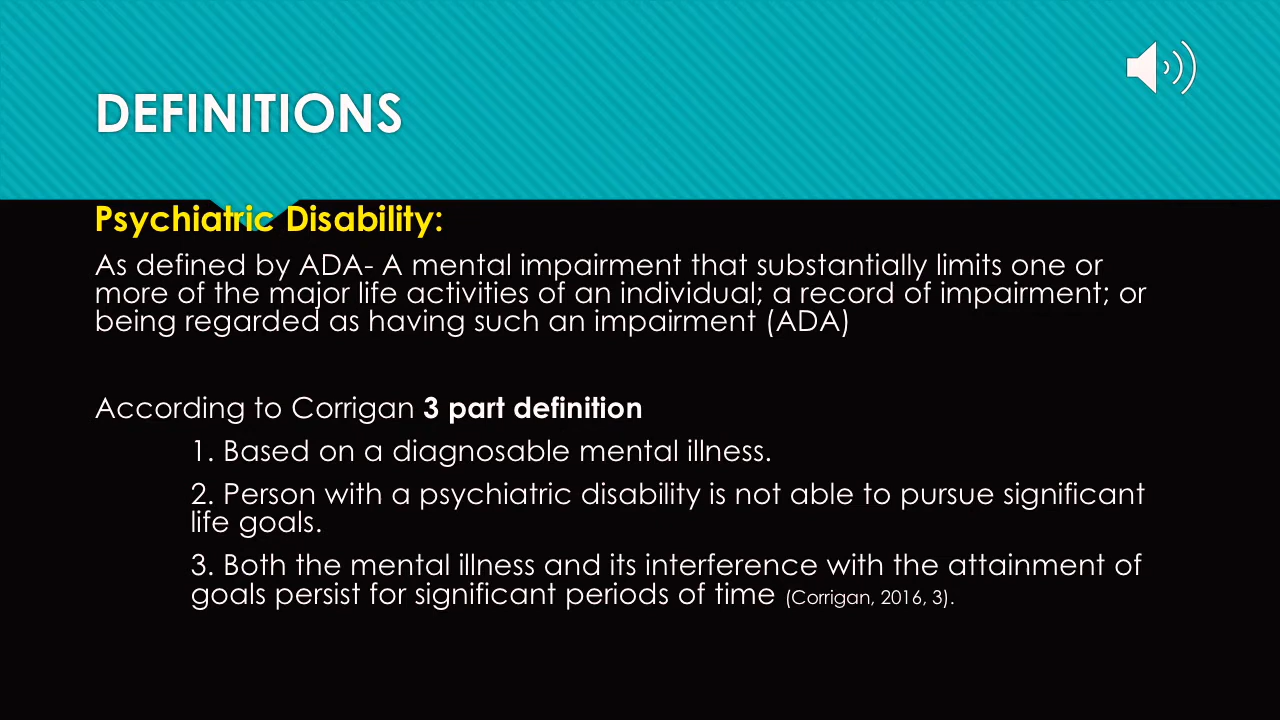 DEFINITIONS
Psychiatric Disability:
As defined by ADA- A mental impairment that substantially limits one or
more of the major life activities of an individual; a record of impairment; or
being regarded as having such an impairment (ADA)
According to Corrigan 3 part definition
1. Based on a diagnosable mental illness.
2. Person with a psychiatric disability is not able to pursue significant
life goals.
3. Both the mental illness and its interference with the attainment of
goals persist for significant periods of time (Corrigan, 2016, 3).